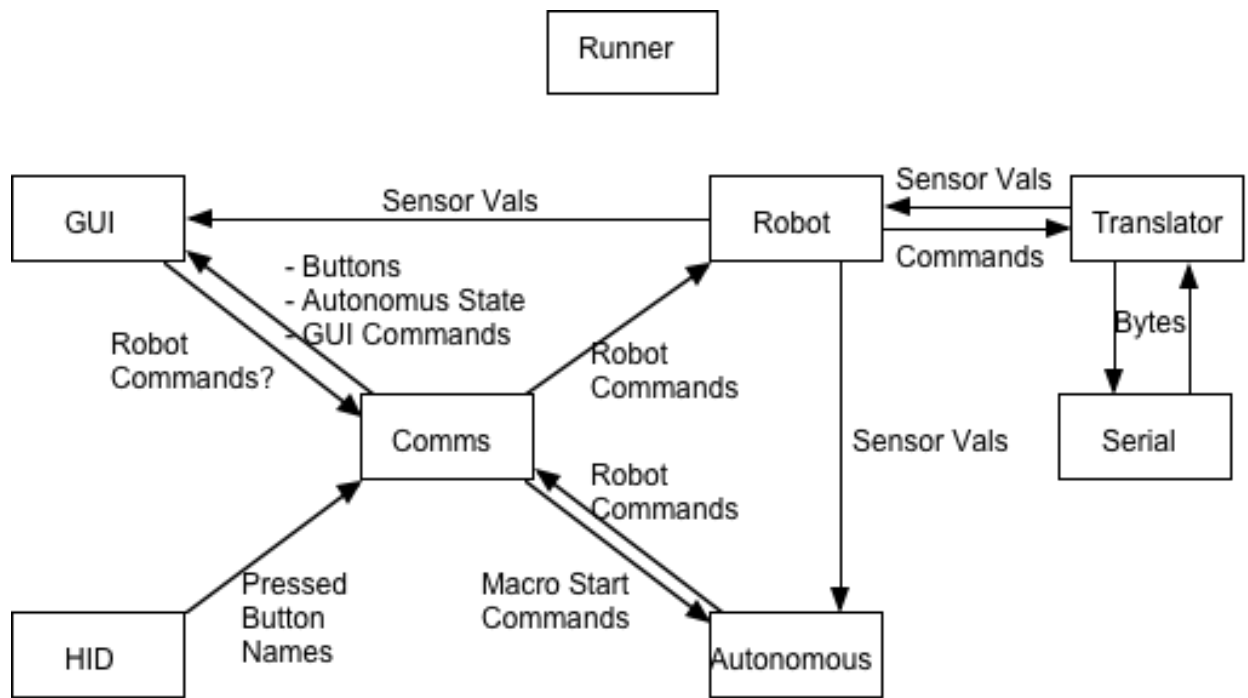 Runner
GUI
Sensor Vals
Robot
Sensor Vals
Commands
Translator
- Buttons
- Autonomus State
- GUI Commands
Robot
Commands?
Robot
Commands
Bytes
Comms
Sensor Vals
Serial
Robot
Commands
Pressed
Button
Names
Macro Start
Commands
HID
Autonomous